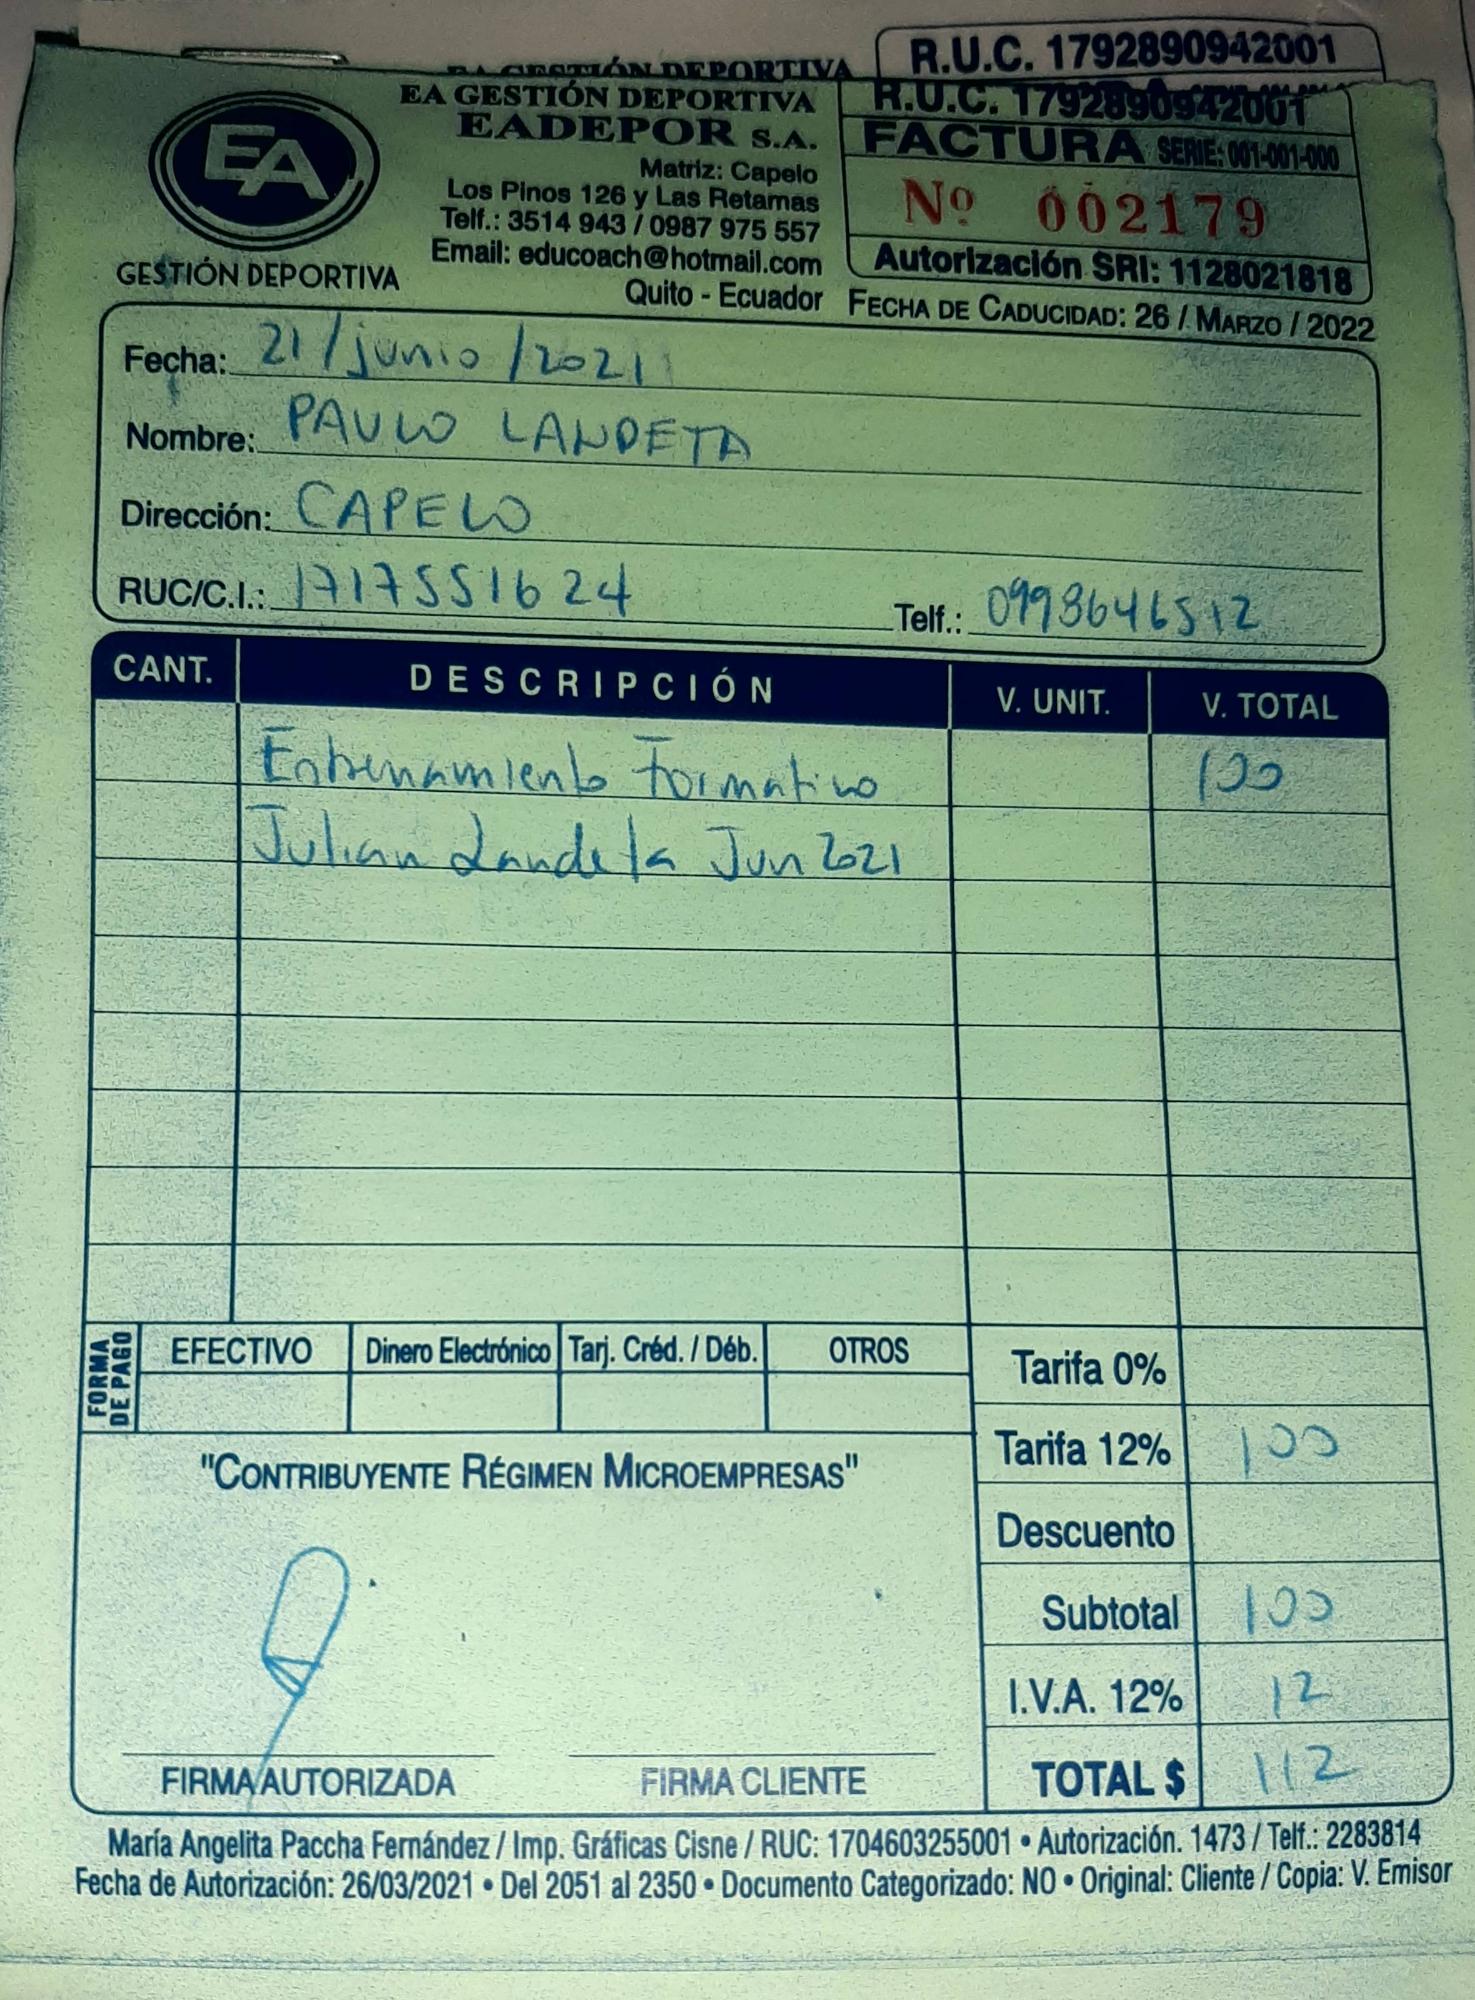 EA GESTIÓN DEPORTIVA
R.U.C. 1792890942001
EA
GESTIÓN DEPORTIVA
EA GESTIÓN DEPORTIVA
EADEPOR S.A.
Matriz: Capelo
Los Pinos 126 y Las Retamas
Telf.: 3514 943 / 0987 975 557
Email: educoach@hotmail.com
Quito - Ecuador
R.U.C. 1792890942001
FACTURA SERIE: 001-001-000
Nº 002179
Autorización SRI: 1128021818
FECHA DE CADUCIDAD: 26 / MARZO / 2022
Fecha: 21/junio/2021
Nombre: PAULO LANDETA
Dirección: CAPELO
RUC/C.I.: 1717551624 Telf.: 0998646512
CANT. DESCRIPCIÓN V. UNIT. V. TOTAL
Entrenamiento Formativo 100
Julian Landeta Jun 2021
FORMA DE PAGO
EFECTIVO Dinero Electrónico Tarj. Créd. / Déb. OTROS
Tarifa 0%
Tarifa 12% 100
"CONTRIBUYENTE RÉGIMEN MICROEMPRESAS"
Descuento
Subtotal 100
I.V.A. 12% 12
FIRMA AUTORIZADA FIRMA CLIENTE TOTAL $ 112
María Angelita Paccha Fernández / Imp. Gráficas Cisne / RUC: 1704603255001 • Autorización. 1473 / Telf.: 2283814
Fecha de Autorización: 26/03/2021 • Del 2051 al 2350 • Documento Categorizado: NO • Original: Cliente / Copia: V. Emisor